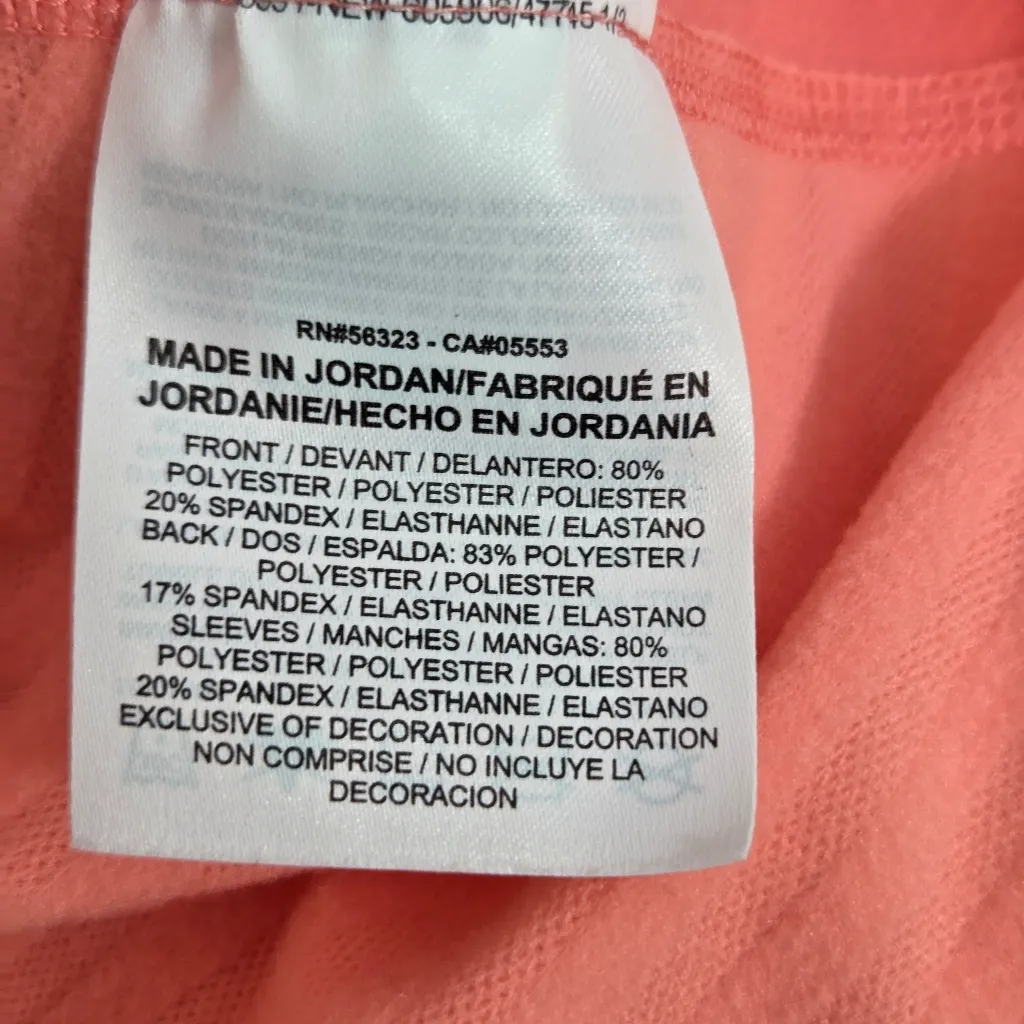 RN#56323 - CA#05553
MADE IN JORDAN/FABRIQUÉ EN
JORDANIE/HECHO EN JORDANIA
FRONT / DEVANT / DELANTERO: 80%
POLYESTER / POLYESTER / POLIESTER
20% SPANDEX / ELASTHANNE / ELASTANO
BACK / DOS / ESPALDA: 83% POLYESTER /
POLYESTER / POLIESTER
17% SPANDEX / ELASTHANNE / ELASTANO
SLEEVES / MANCHES / MANGAS: 80%
POLYESTER / POLYESTER / POLIESTER
20% SPANDEX / ELASTHANNE / ELASTANO
EXCLUSIVE OF DECORATION / DECORATION
NON COMPRISE / NO INCLUYE LA
DECORACION